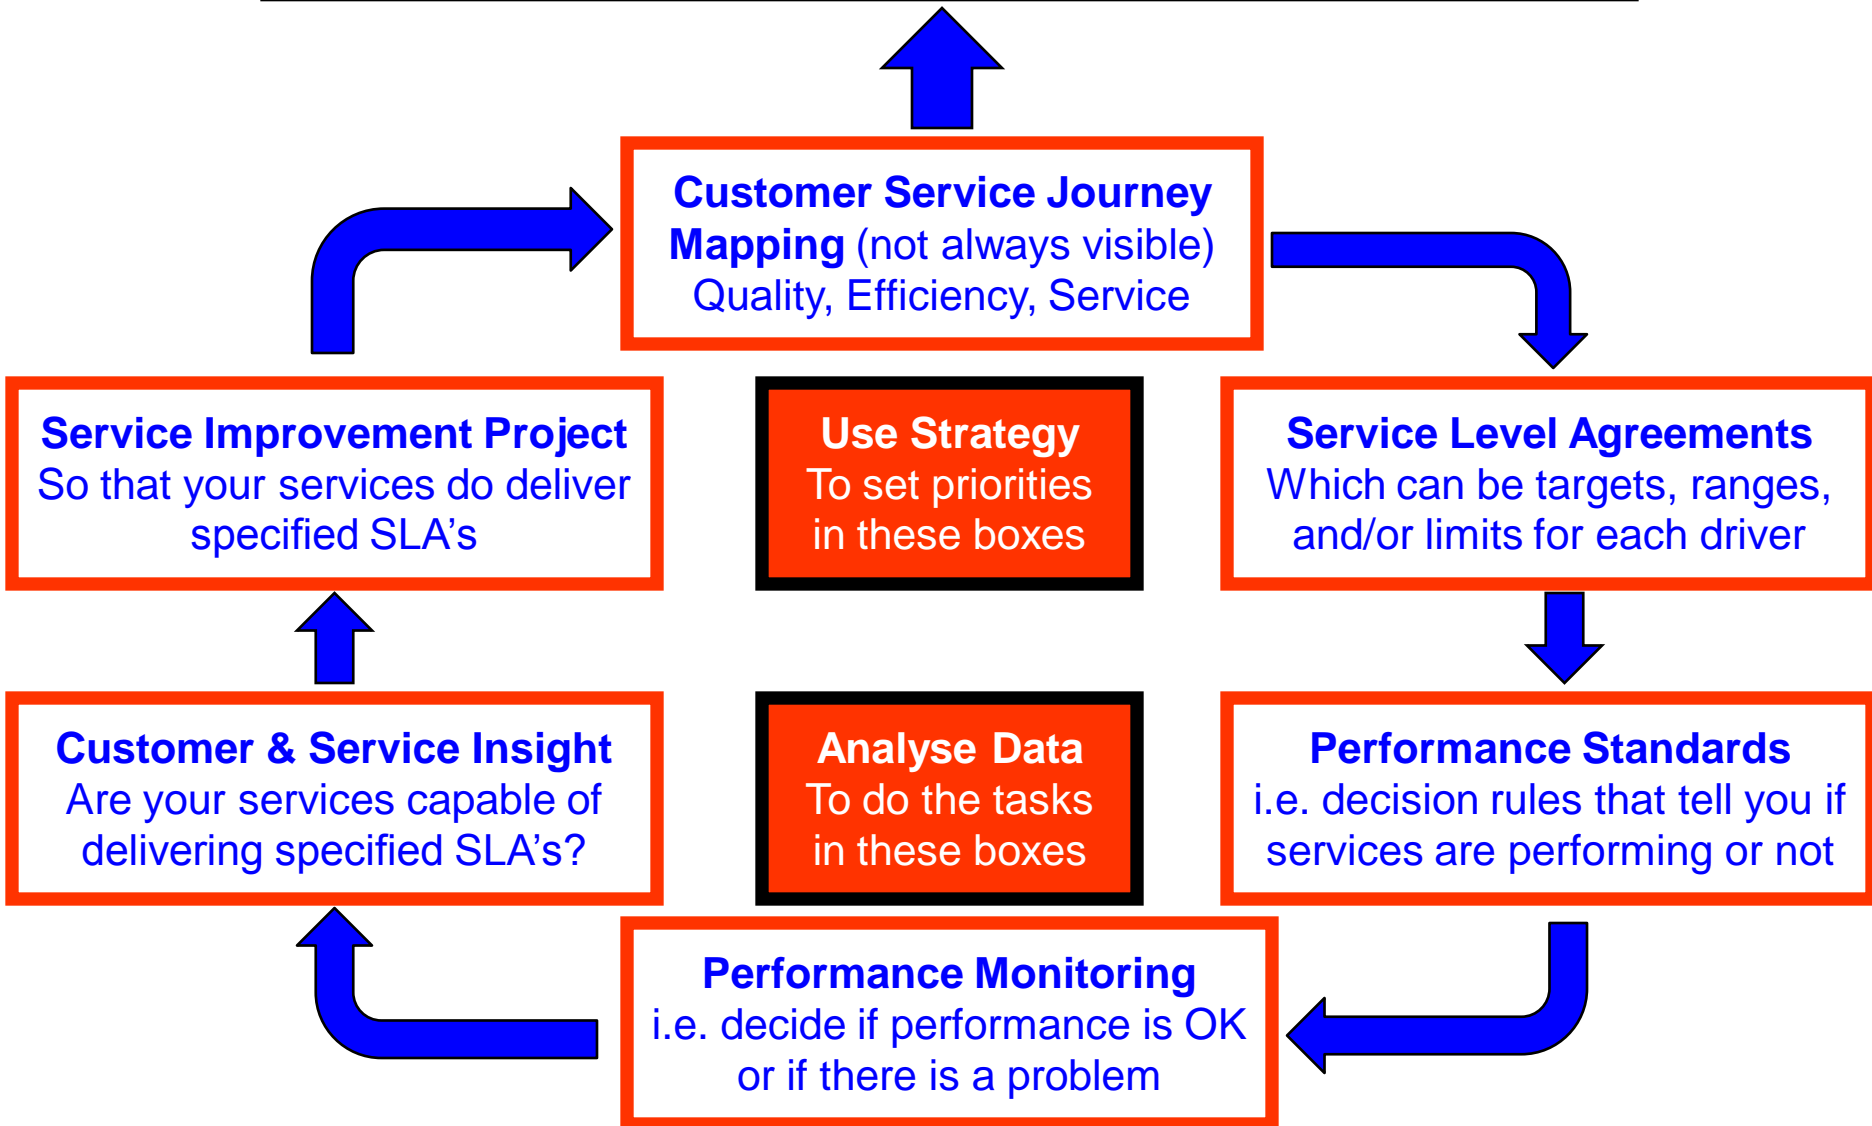 Customer Service Journey
Mapping (not always visible)
Quality, Efficiency, Service
Service Improvement Project
So that your services do deliver
specified SLA’s
Use Strategy
To set priorities
in these boxes
Service Level Agreements
Which can be targets, ranges,
and/or limits for each driver
Customer & Service Insight
Are your services capable of
delivering specified SLA’s?
Analyse Data
To do the tasks
in these boxes
Performance Standards
i.e. decision rules that tell you if
services are performing or not
Performance Monitoring
i.e. decide if performance is OK
or if there is a problem